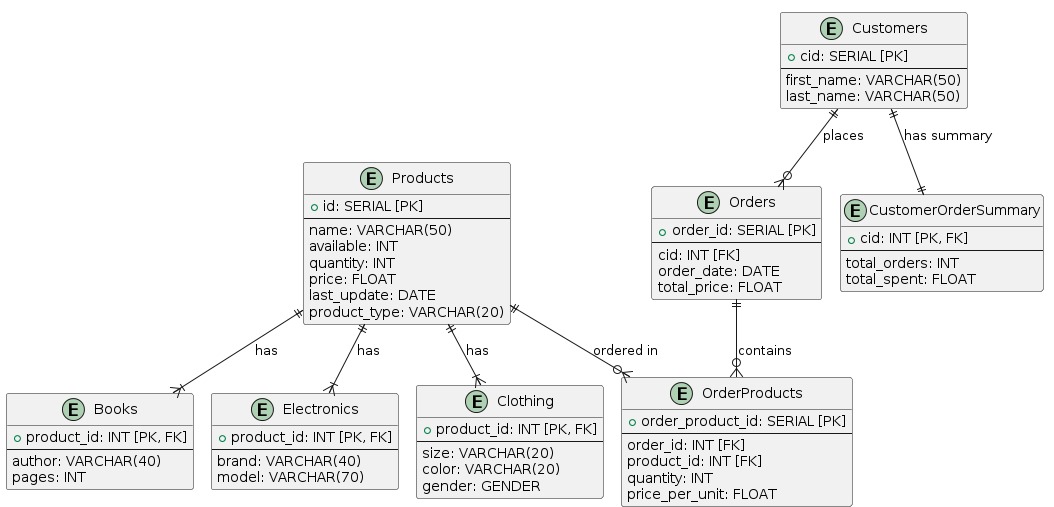 E Customers
cid: SERIAL [PK]
first_name: VARCHAR(50)
last_name: VARCHAR(50)
places
has summary
E Products
id: SERIAL [PK]
name: VARCHAR(50)
available: INT
quantity: INT
price: FLOAT
last_update: DATE
product_type: VARCHAR(20)
E Orders
order_id: SERIAL [PK]
cid: INT [FK]
order_date: DATE
total_price: FLOAT
E CustomerOrderSummary
cid: INT [PK, FK]
total_orders: INT
total_spent: FLOAT
has
has
has
ordered in
contains
E Books
product_id: INT [PK, FK]
author: VARCHAR(40)
pages: INT
E Electronics
product_id: INT [PK, FK]
brand: VARCHAR(40)
model: VARCHAR(70)
E Clothing
product_id: INT [PK, FK]
size: VARCHAR(20)
color: VARCHAR(20)
gender: GENDER
E OrderProducts
order_product_id: SERIAL [PK]
order_id: INT [FK]
product_id: INT [FK]
quantity: INT
price_per_unit: FLOAT